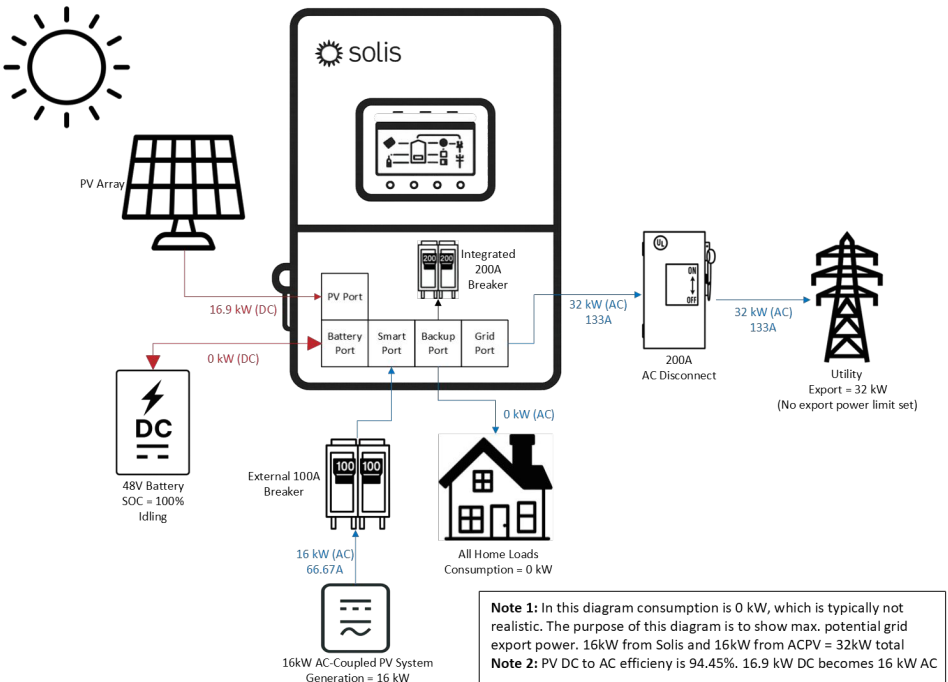 solis
PV Array
UL
ON
OFF
200 200
Integrated
200A
Breaker
PV Port
16.9 kW (DC)
Battery
Port
Smart
Port
Backup
Port
Grid
Port
0 kW (DC)
32 kW (AC)
133A
32 kW (AC)
133A
200A
AC Disconnect
Utility
Export = 32 kW
(No export power limit set)
DC
48V Battery
SOC = 100%
Idling
0 kW (AC)
External 100A
Breaker
100 100
16 kW (AC)
66.67A
All Home Loads
Consumption = 0 kW
16kW AC-Coupled PV System
Generation = 16 kW
Note 1: In this diagram consumption is 0 kW, which is typically not
realistic. The purpose of this diagram is to show max. potential grid
export power. 16kW from Solis and 16kW from ACPV = 32kW total
Note 2: PV DC to AC efficieny is 94.45%. 16.9 kW DC becomes 16 kW AC